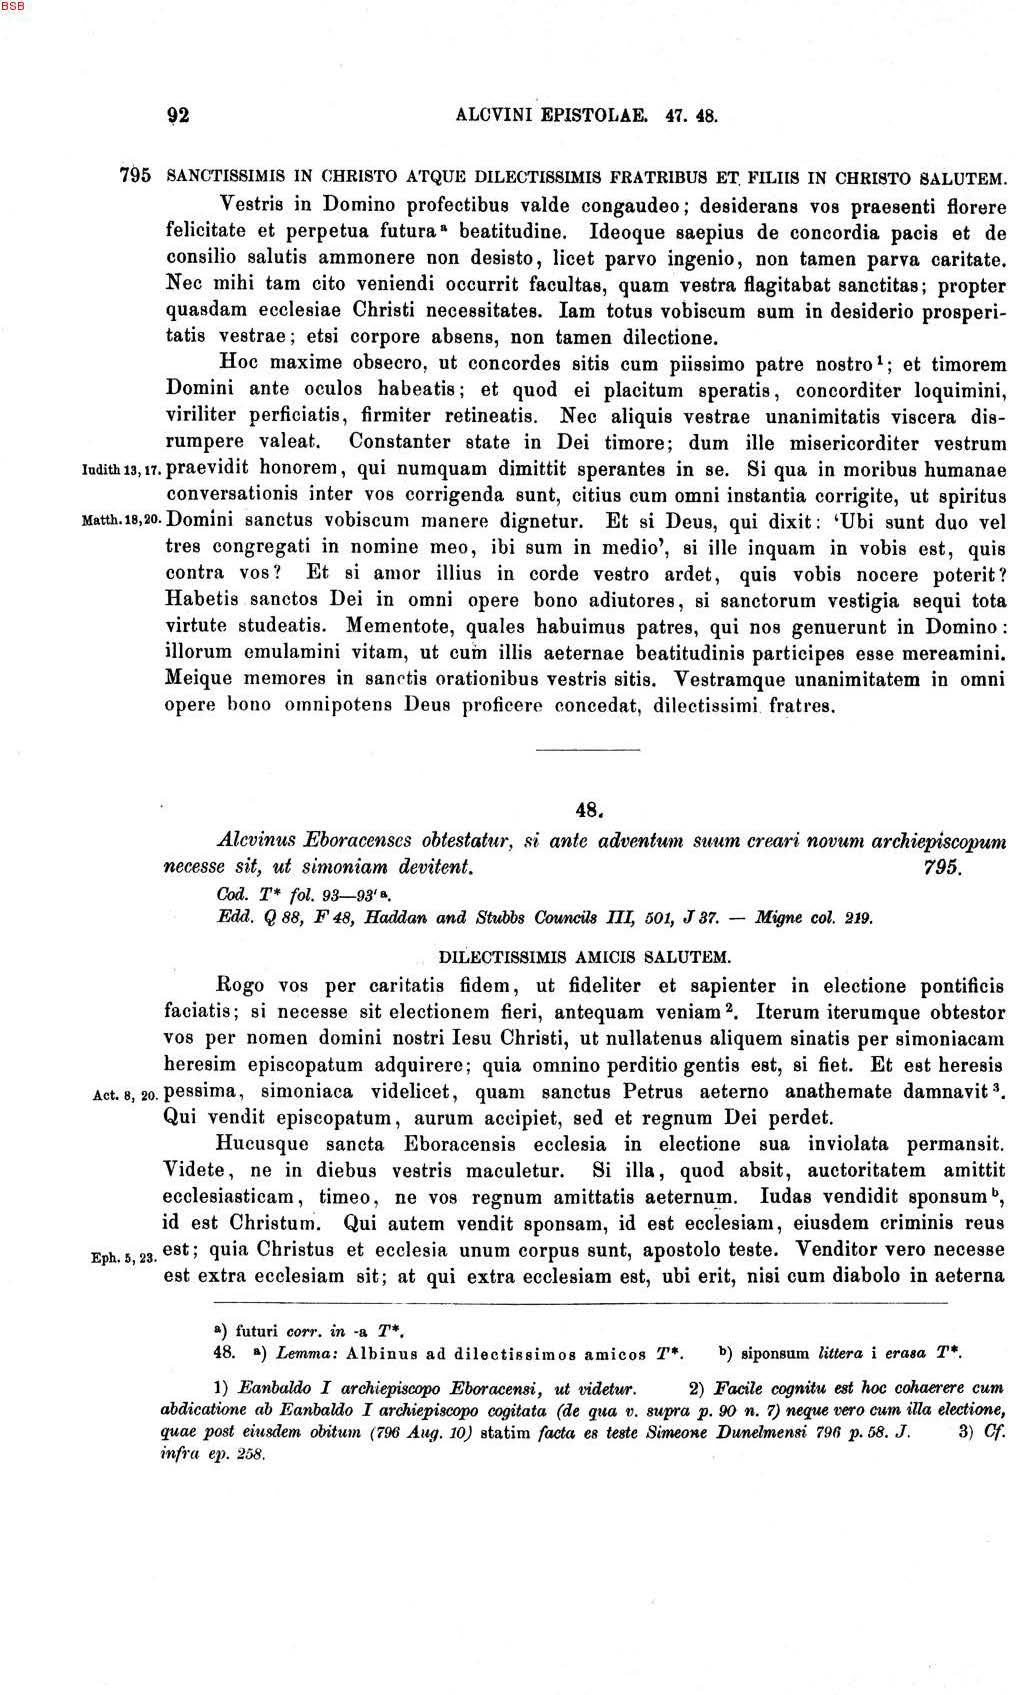 BSB
92 ALCVINI EPISTOLAE. 47. 48.
795 SANCTISSIMIS IN CHRISTO ATQUE DILECTISSIMIS FRATRIBUS ET FILIIS IN CHRISTO SALUTEM.
Vestris in Domino profectibus valde congaudeo; desiderans vos praesenti florere
felicitate et perpetua futura ᵃ beatitudine. Ideoque saepius de concordia pacis et de
consilio salutis ammonere non desisto, licet parvo ingenio, non tamen parva caritate.
Nec mihi tam cito veniendi occurrit facultas, quam vestra flagitabat sanctitas; propter
quasdam ecclesiae Christi necessitates. Iam totus vobiscum sum in desiderio prosperi-
tatis vestrae; etsi corpore absens, non tamen dilectione.
Hoc maxime obsecro, ut concordes sitis cum piissimo patre nostro ¹; et timorem
Domini ante oculos habeatis; et quod ei placitum speratis, concorditer loquimini,
viriliter perficiatis, firmiter retineatis. Nec aliquis vestrae unanimitatis viscera dis-
rumpere valeat. Constanter state in Dei timore; dum ille misericorditer vestrum
Iudith 13, 17. praevidit honorem, qui numquam dimittit sperantes in se. Si qua in moribus humanae
conversationis inter vos corrigenda sunt, citius cum omni instantia corrigite, ut spiritus
Matth. 18, 20. Domini sanctus vobiscum manere dignetur. Et si Deus, qui dixit: ‘Ubi sunt duo vel
tres congregati in nomine meo, ibi sum in medio’, si ille inquam in vobis est, quis
contra vos? Et si amor illius in corde vestro ardet, quis vobis nocere poterit?
Habetis sanctos Dei in omni opere bono adiutores, si sanctorum vestigia sequi tota
virtute studeatis. Mementote, quales habuimus patres, qui nos genuerunt in Domino:
illorum emulamini vitam, ut cum illis aeternae beatitudinis participes esse mereamini.
Meique memores in sanctis orationibus vestris sitis. Vestramque unanimitatem in omni
opere bono omnipotens Deus proficere concedat, dilectissimi fratres.
48.
Alcvinus Eboracenses obtestatur, si ante adventum suum creari novum archiepiscopum
necesse sit, ut simoniam devitent. 795.
Cod. T* fol. 93—93' ᵃ.
Edd. Q 88, F 48, Haddan and Stubbs Councils III, 501, J 37. — Migne col. 219.
DILECTISSIMIS AMICIS SALUTEM.
Rogo vos per caritatis fidem, ut fideliter et sapienter in electione pontificis
faciatis; si necesse sit electionem fieri, antequam veniam ². Iterum iterumque obtestor
vos per nomen domini nostri Iesu Christi, ut nullatenus aliquem sinatis per simoniacam
heresim episcopatum adquirere; quia omnino perditio gentis est, si fiet. Et est heresis
Act. 8, 20. pessima, simoniaca videlicet, quam sanctus Petrus aeterno anathemate damnavit ³.
Qui vendit episcopatum, aurum accipiet, sed et regnum Dei perdet.
Hucusque sancta Eboracensis ecclesia in electione sua inviolata permansit.
Videte, ne in diebus vestris maculetur. Si illa, quod absit, auctoritatem amittit
ecclesiasticam, timeo, ne vos regnum amittatis aeternum. Iudas vendidit sponsum ᵇ,
id est Christum. Qui autem vendit sponsam, id est ecclesiam, eiusdem criminis reus
Eph. 5, 23. est; quia Christus et ecclesia unum corpus sunt, apostolo teste. Venditor vero necesse
est extra ecclesiam sit; at qui extra ecclesiam est, ubi erit, nisi cum diabolo in aeterna
ᵃ) futuri corr. in -a T*.
48. ᵃ) Lemma: Albinus ad dilectissimos amicos T*. ᵇ) siponsum littera i erasa T*.
1) Eanbaldo I archiepiscopo Eboracensi, ut videtur. 2) Facile cognitu est hoc cohaerere cum
abdicatione ab Eanbaldo I archiepiscopo cogitata (de qua v. supra p. 90 n. 7) neque vero cum illa electione,
quae post eiusdem obitum (796 Aug. 10) statim facta es teste Simeone Dunelmensi 796 p. 58. J. 3) Cf.
infra ep. 258.